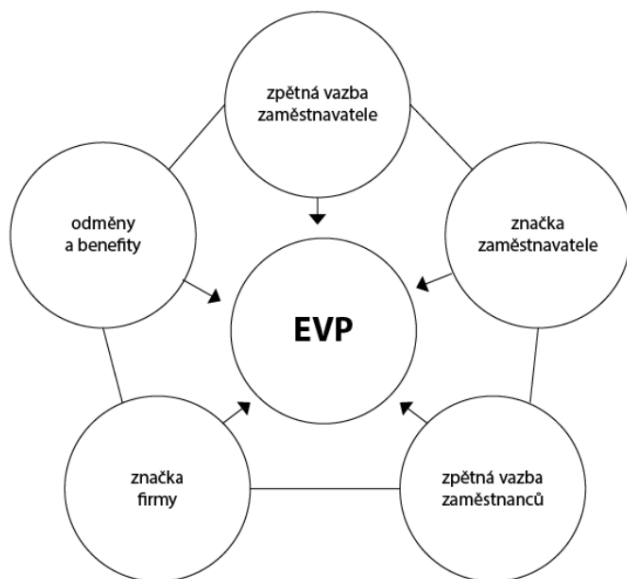 zpětná vazba
zaměstnavatele
odměny
a benefity
značka
zaměstnavatele
EVP
značka
firmy
zpětná vazba
zaměstnanců